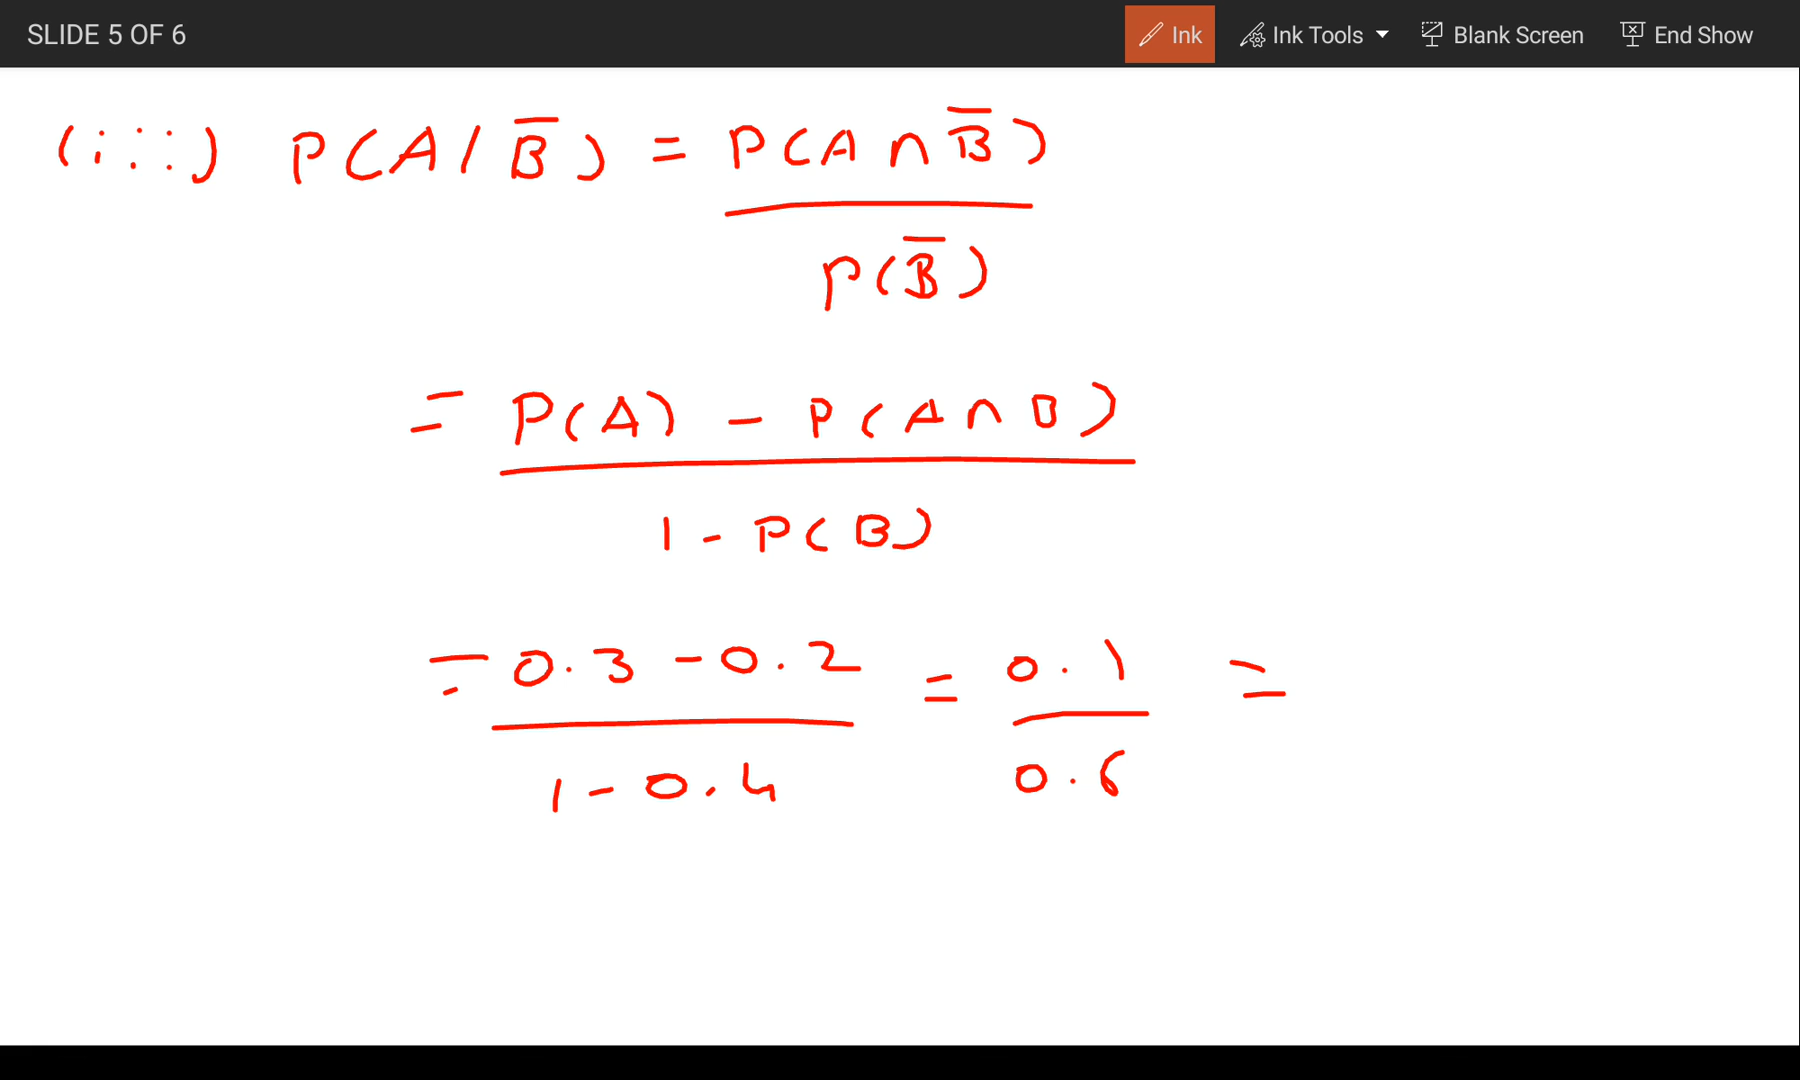 SLIDE 5 OF 6
Ink
Ink Tools
Blank Screen
End Show
(iii) P(A/B̅) = P(A∩B̅)
P(B̅)
= P(A) - P(A∩B)
1 - P(B)
= 0.3 - 0.2 = 0.1 =
1 - 0.4 0.6